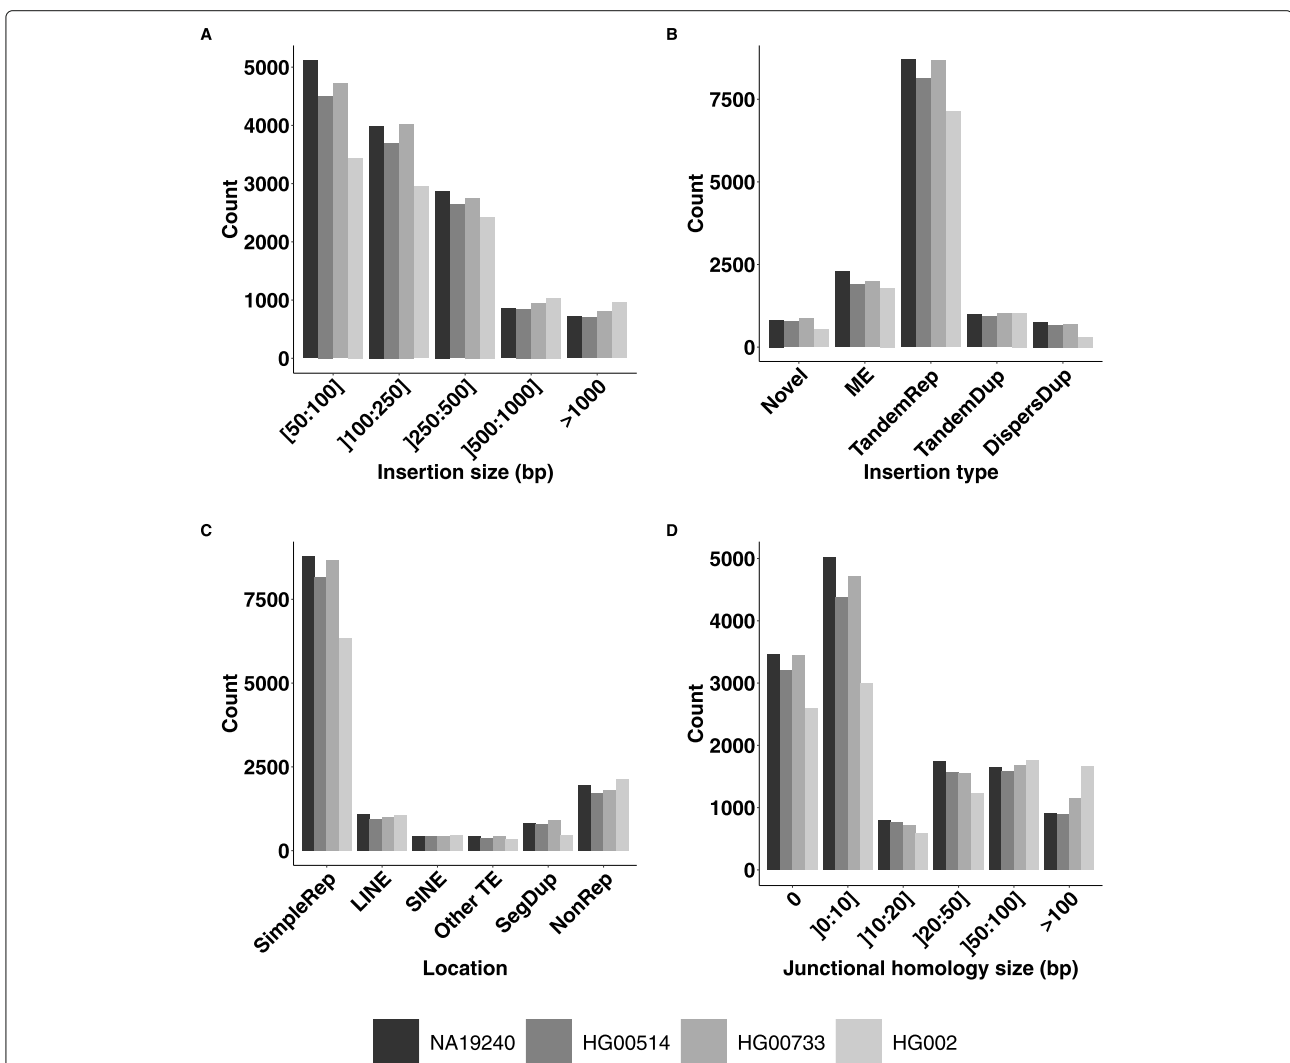 A
Count
5000
4000
3000
2000
1000
0
[50:100]
]100:250]
]250:500]
]500:1000]
>1000
Insertion size (bp)
B
Count
7500
5000
2500
0
Novel
ME
TandemRep
TandemDup
DispersDup
Insertion type
C
Count
7500
5000
2500
0
SimpleRep
LINE
SINE
Other TE
SegDup
NonRep
Location
D
Count
5000
4000
3000
2000
1000
0
0
]0:10]
]10:20]
]20:50]
]50:100]
>100
Junctional homology size (bp)
NA19240
HG00514
HG00733
HG002